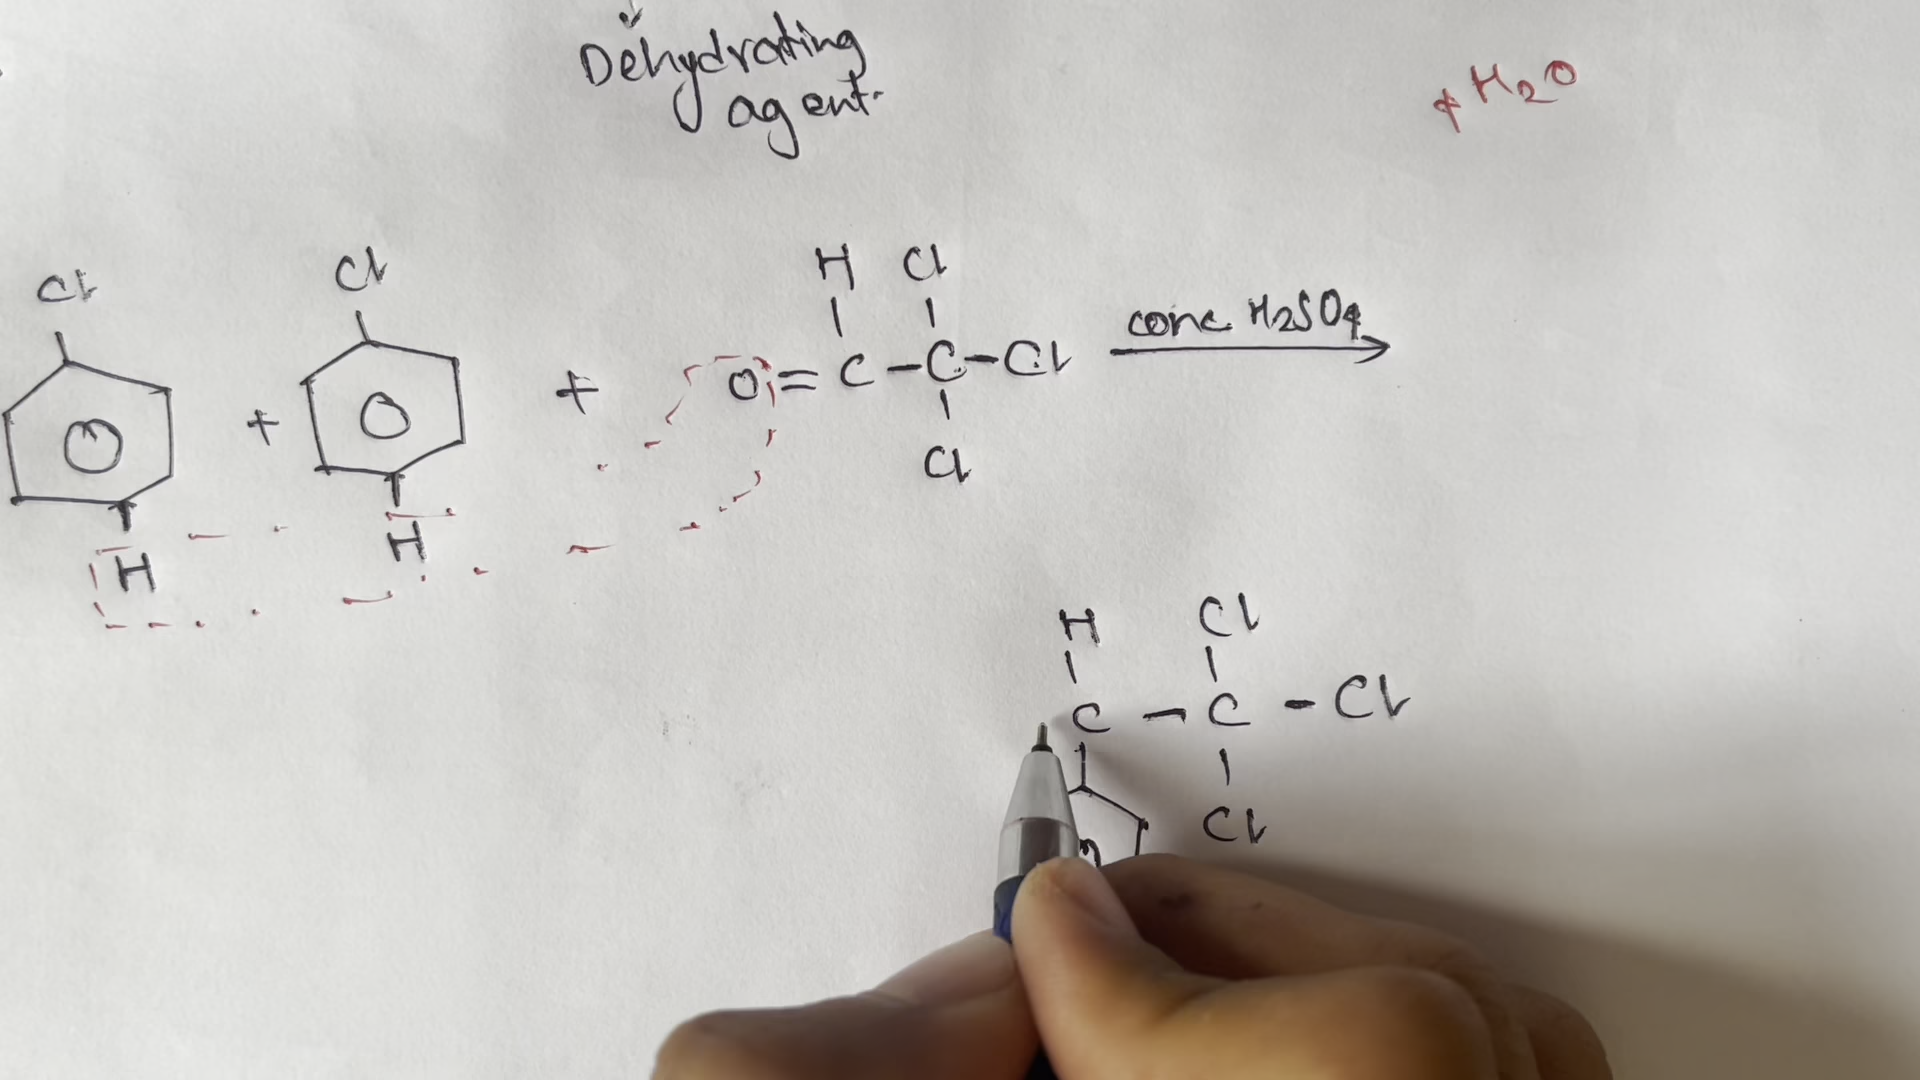 Dehydrating
agent.
+ H2O
Cl
Cl
H Cl
+
+
O = C - C - Cl
conc H2SO4
Cl
H
H
H Cl
C - C - Cl
Cl